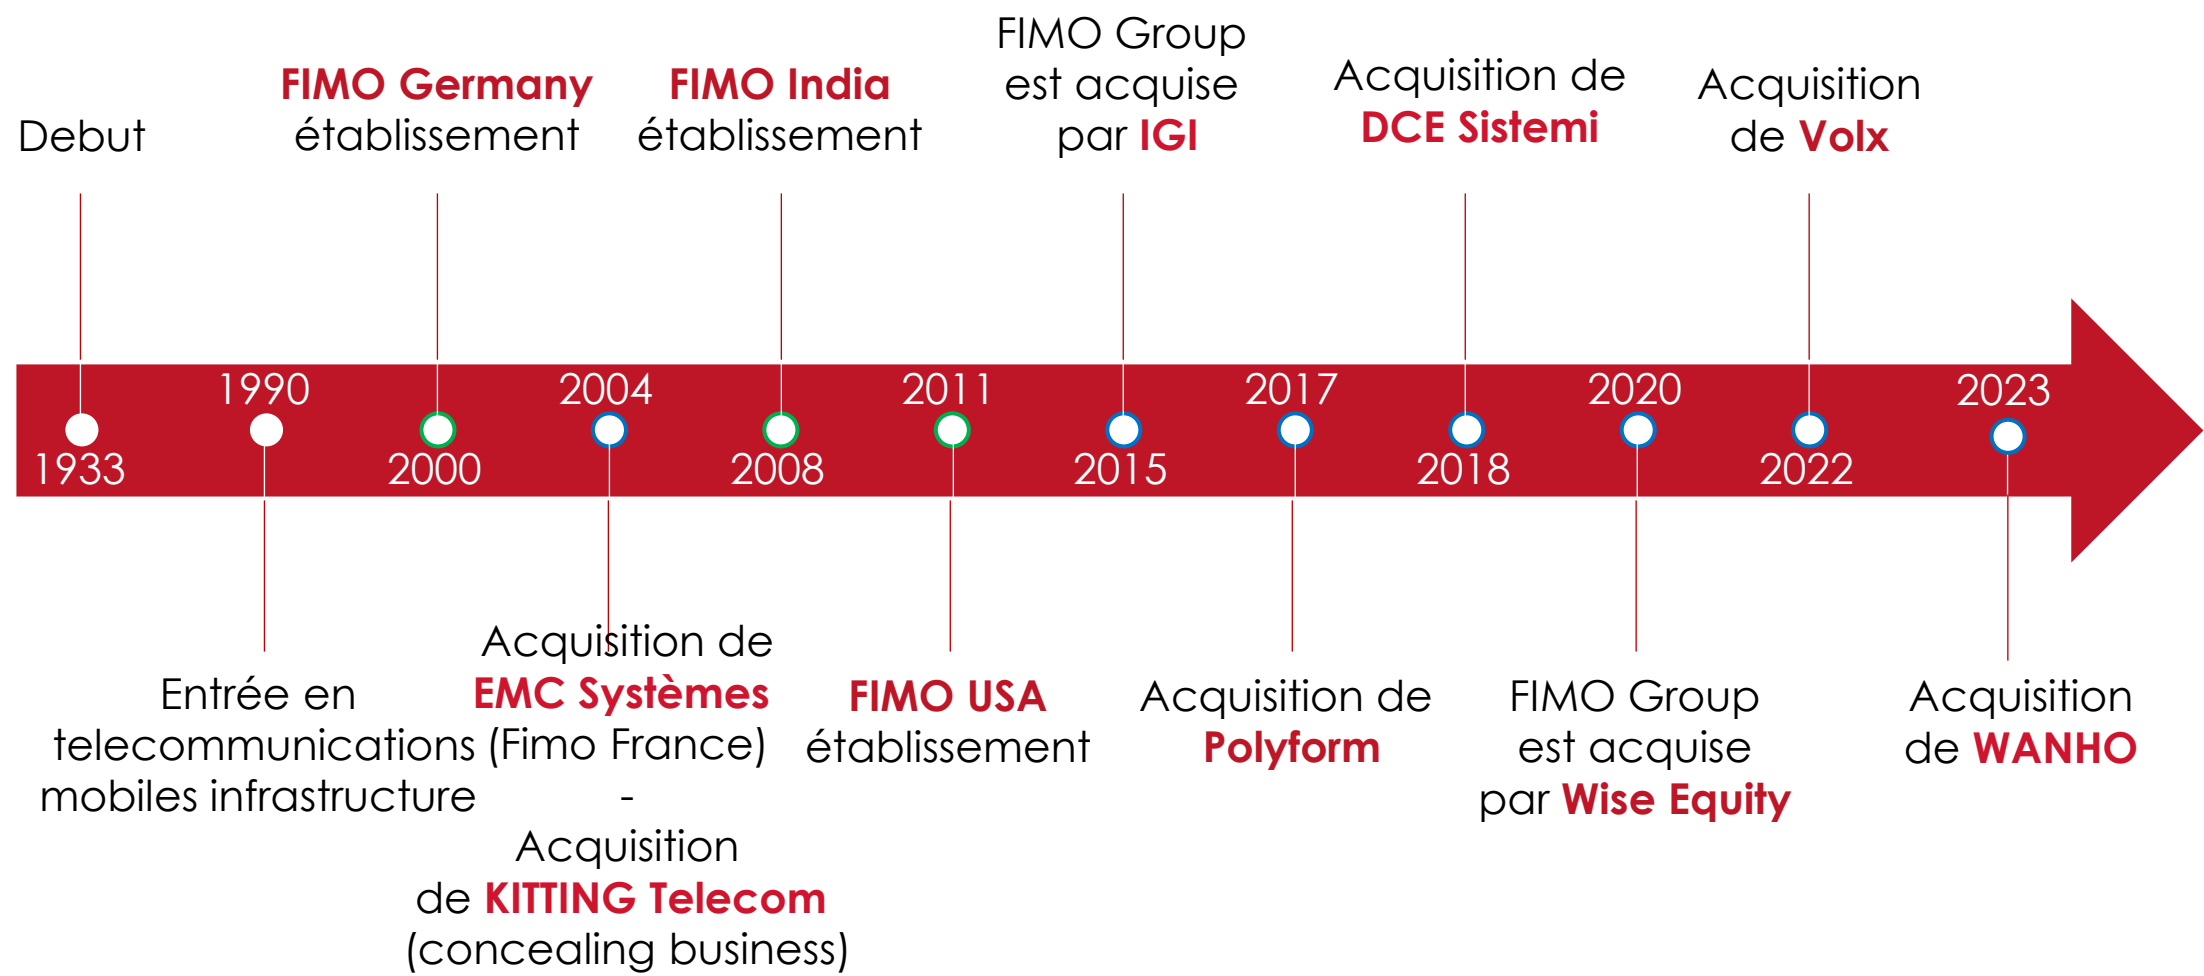 Debut
1933
1990
Entrée en
telecommunications
mobiles infrastructure
FIMO Germany
établissement
2000
2004
Acquisition de
EMC Systèmes
(Fimo France)
-
Acquisition
de KITTING Telecom
(concealing business)
FIMO India
établissement
2008
2011
FIMO USA
établissement
FIMO Group
est acquise
par IGI
2015
2017
Acquisition de
Polyform
Acquisition de
DCE Sistemi
2018
2020
FIMO Group
est acquise
par Wise Equity
Acquisition
de Volx
2022
2023
Acquisition
de WANHO